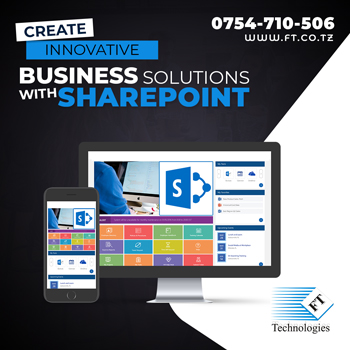 CREATE
INNOVATIVE
BUSINESS SOLUTIONS
WITH SHAREPOINT
0754-710-506
WWW.FT.CO.TZ
S
S
FT
Technologies